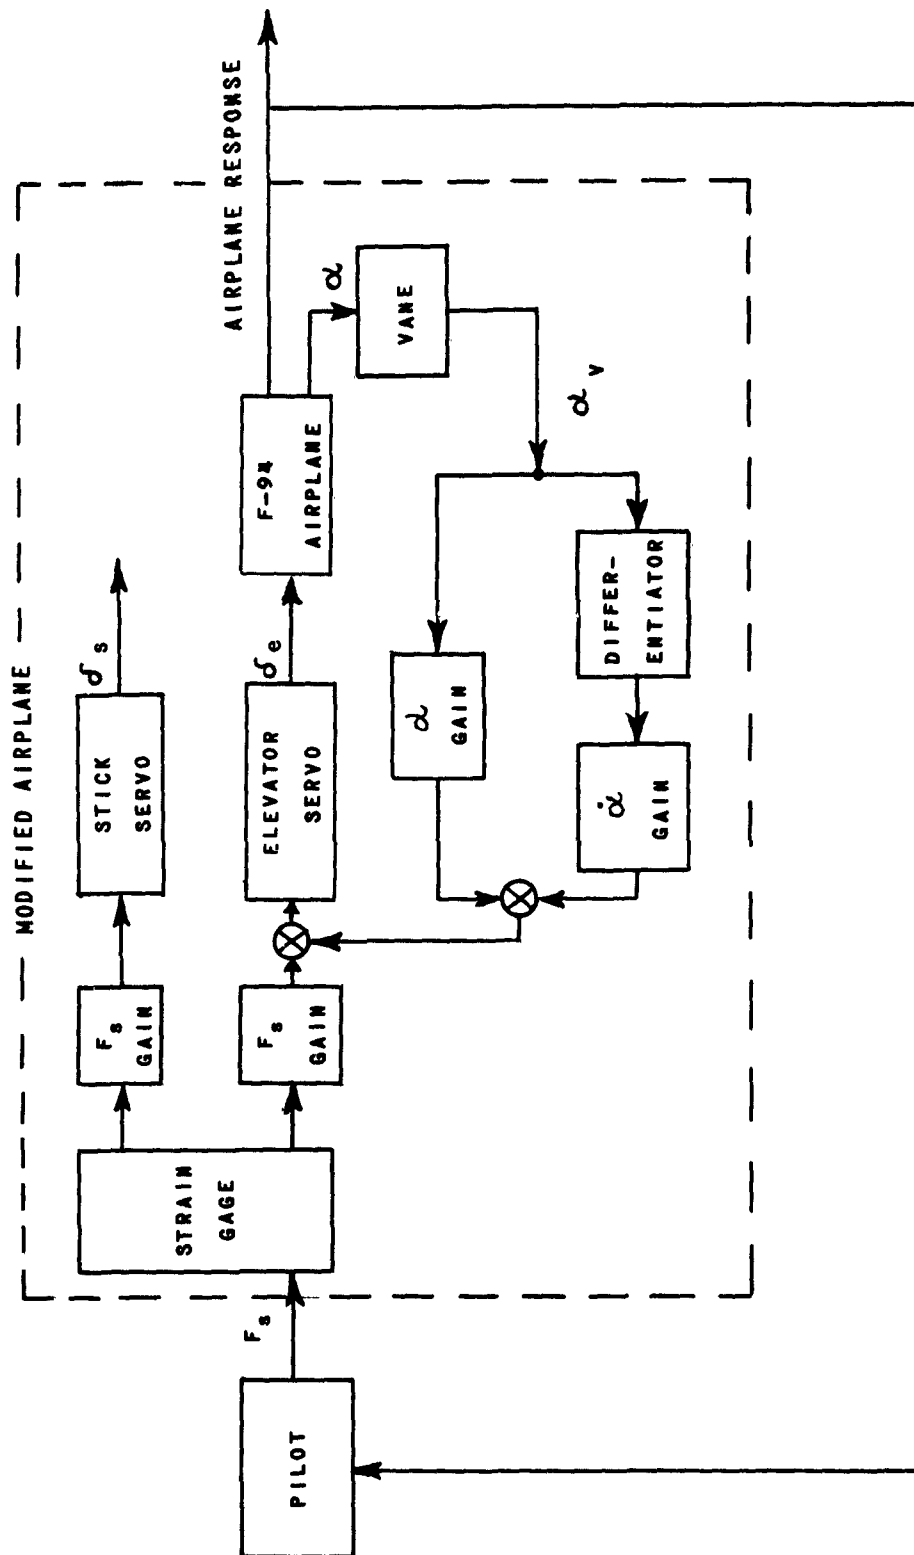 MODIFIED AIRPLANE
AIRPLANE RESPONSE
PILOT
Fs
STRAIN
GAGE
Fs
GAIN
STICK
SERVO
δs
Fs
GAIN
ELEVATOR
SERVO
δe
F-94
AIRPLANE
α
VANE
αv
α
GAIN
DIFFER-
ENTIATOR
α̇
GAIN